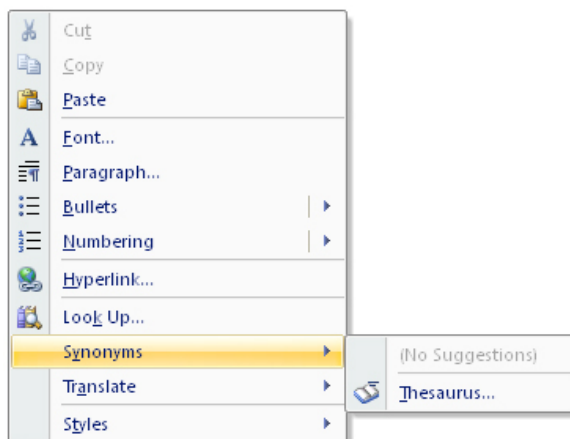 Cut
Copy
Paste
Font...
Paragraph...
Bullets
Numbering
Hyperlink...
Look Up...
Synonyms
(No Suggestions)
Translate
Thesaurus...
Styles